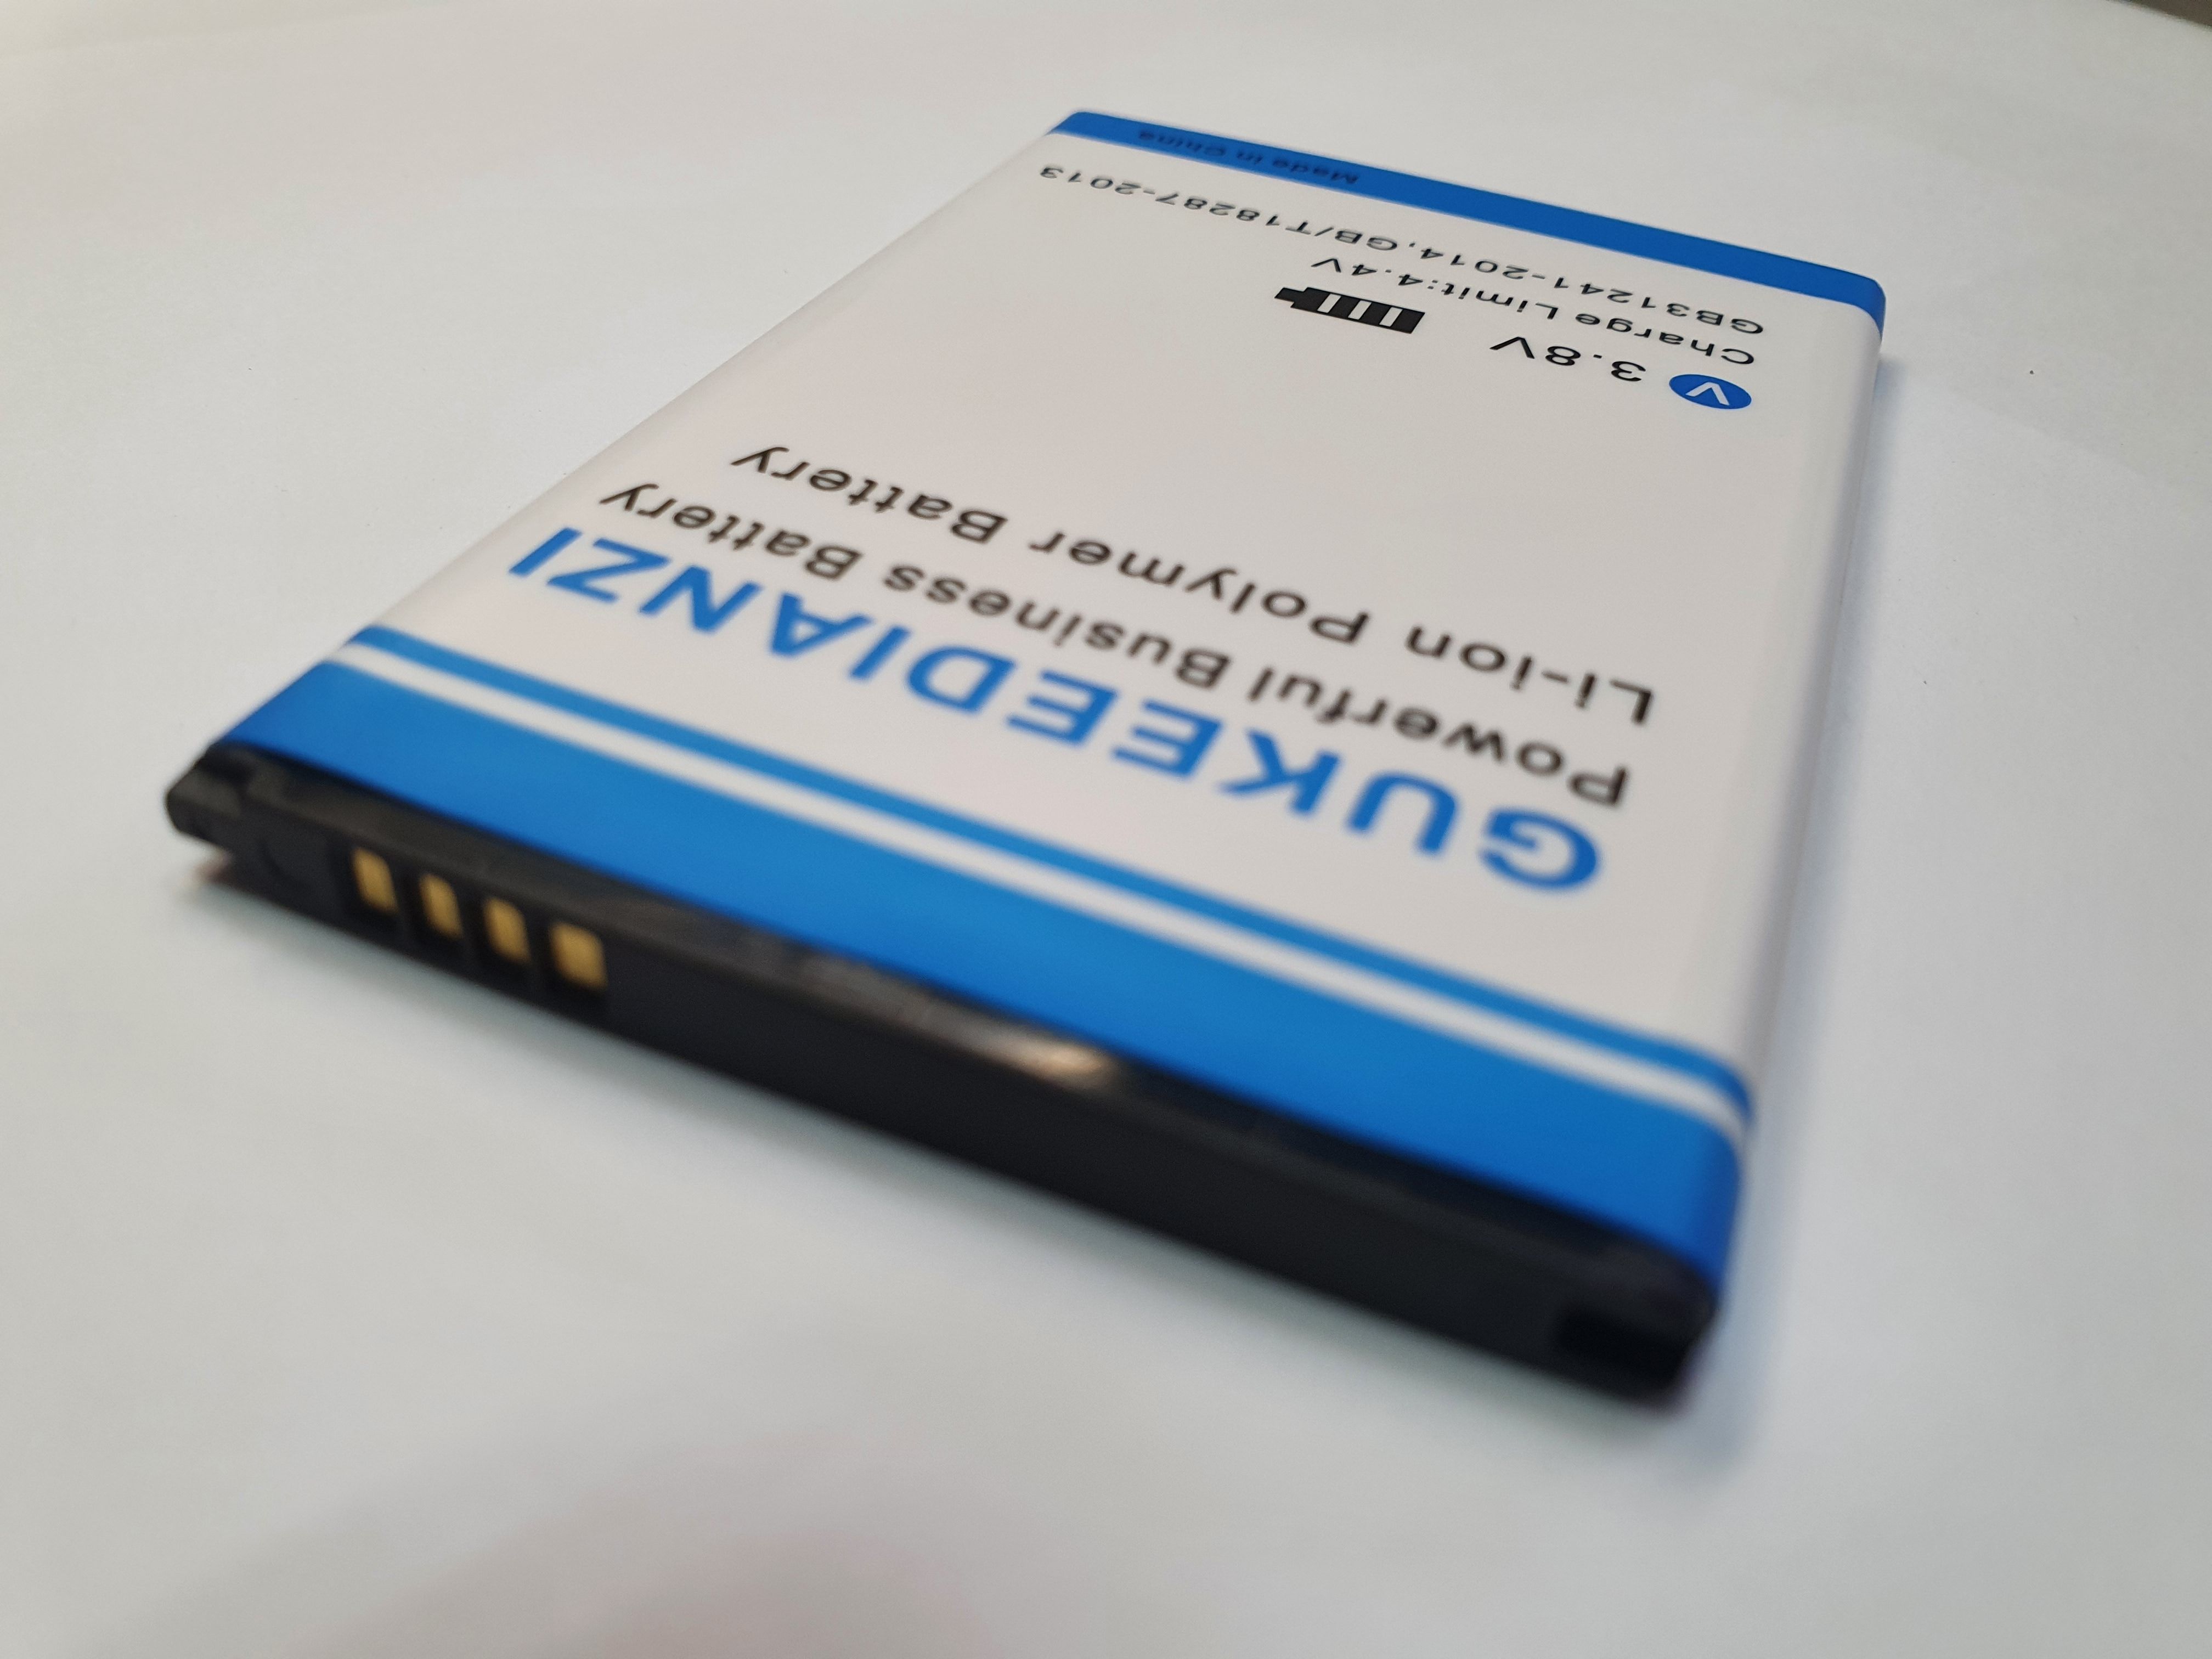 GUKEEDIANZI
Powerful Business Battery
Li-ion Polymer Battery
V 3.8V
Charge Limit:4.4V
GB31241-2014,GB/T18287-2013
Made in China